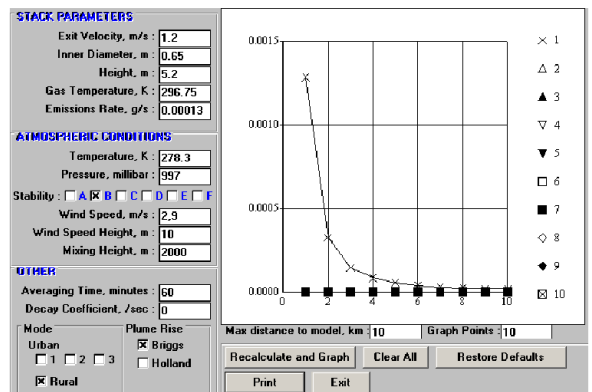 STACK PARAMETERS
Exit Velocity, m/s : 1.2
Inner Diameter, m : 0.65
Height, m : 5.2
Gas Temperature, K : 296.75
Emissions Rate, g/s : 0.00013
ATMOSPHERIC CONDITIONS
Temperature, K : 278.3
Pressure, millibar : 997
Stability : A B C D E F
Wind Speed, m/s : 2,9
Wind Speed Height, m : 10
Mixing Height, m : 2000
OTHER
Averaging Time, minutes : 60
Decay Coefficient, /sec : 0
Mode
Urban
1 2 3
Rural
Plume Rise
Briggs
Holland
0.0015
0.0010
0.0005
0.0000
0 2 4 6 8 10
1
2
3
4
5
6
7
8
9
10
Max distance to model, km : 10 Graph Points : 10
Recalculate and Graph Clear All Restore Defaults
Print Exit